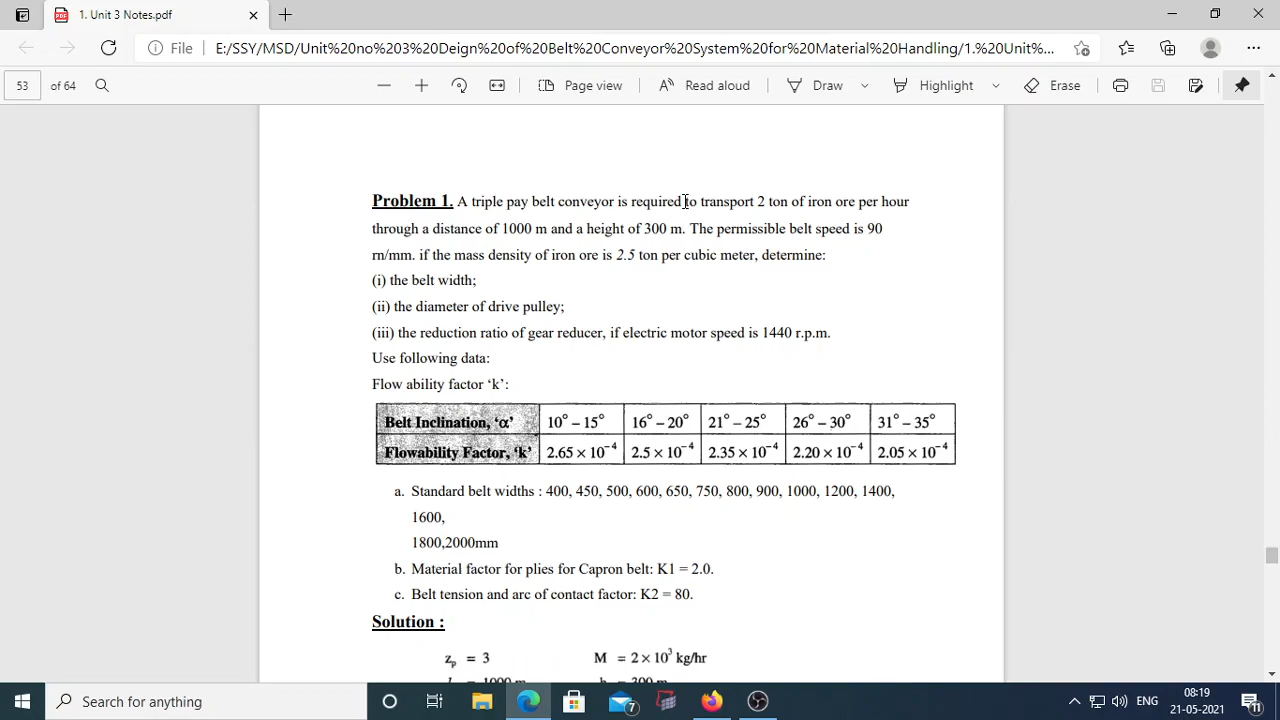 1. Unit 3 Notes.pdf
File E:/SSY/MSD/Unit%20no%203%20Deign%20of%20Belt%20Conveyor%20System%20for%20Material%20Handling/1.%20Unit%...
53 of 64 Page view Read aloud Draw Highlight Erase
Problem 1. A triple pay belt conveyor is required to transport 2 ton of iron ore per hour
through a distance of 1000 m and a height of 300 m. The permissible belt speed is 90
rn/mm. if the mass density of iron ore is 2.5 ton per cubic meter, determine:
(i) the belt width;
(ii) the diameter of drive pulley;
(iii) the reduction ratio of gear reducer, if electric motor speed is 1440 r.p.m.
Use following data:
Flow ability factor ‘k’:
Belt Inclination, ‘α’ 10° – 15° 16° – 20° 21° – 25° 26° – 30° 31° – 35°
Flowability Factor, ‘k’ 2.65 × 10⁻⁴ 2.5 × 10⁻⁴ 2.35 × 10⁻⁴ 2.20 × 10⁻⁴ 2.05 × 10⁻⁴
a. Standard belt widths : 400, 450, 500, 600, 650, 750, 800, 900, 1000, 1200, 1400,
1600,
1800,2000mm
b. Material factor for plies for Capron belt: K1 = 2.0.
c. Belt tension and arc of contact factor: K2 = 80.
Solution :
zₚ = 3 M = 2 × 10³ kg/hr
= 1000 m h = 300 m
Search for anything 7 ENG 08:19
21-05-2021 11